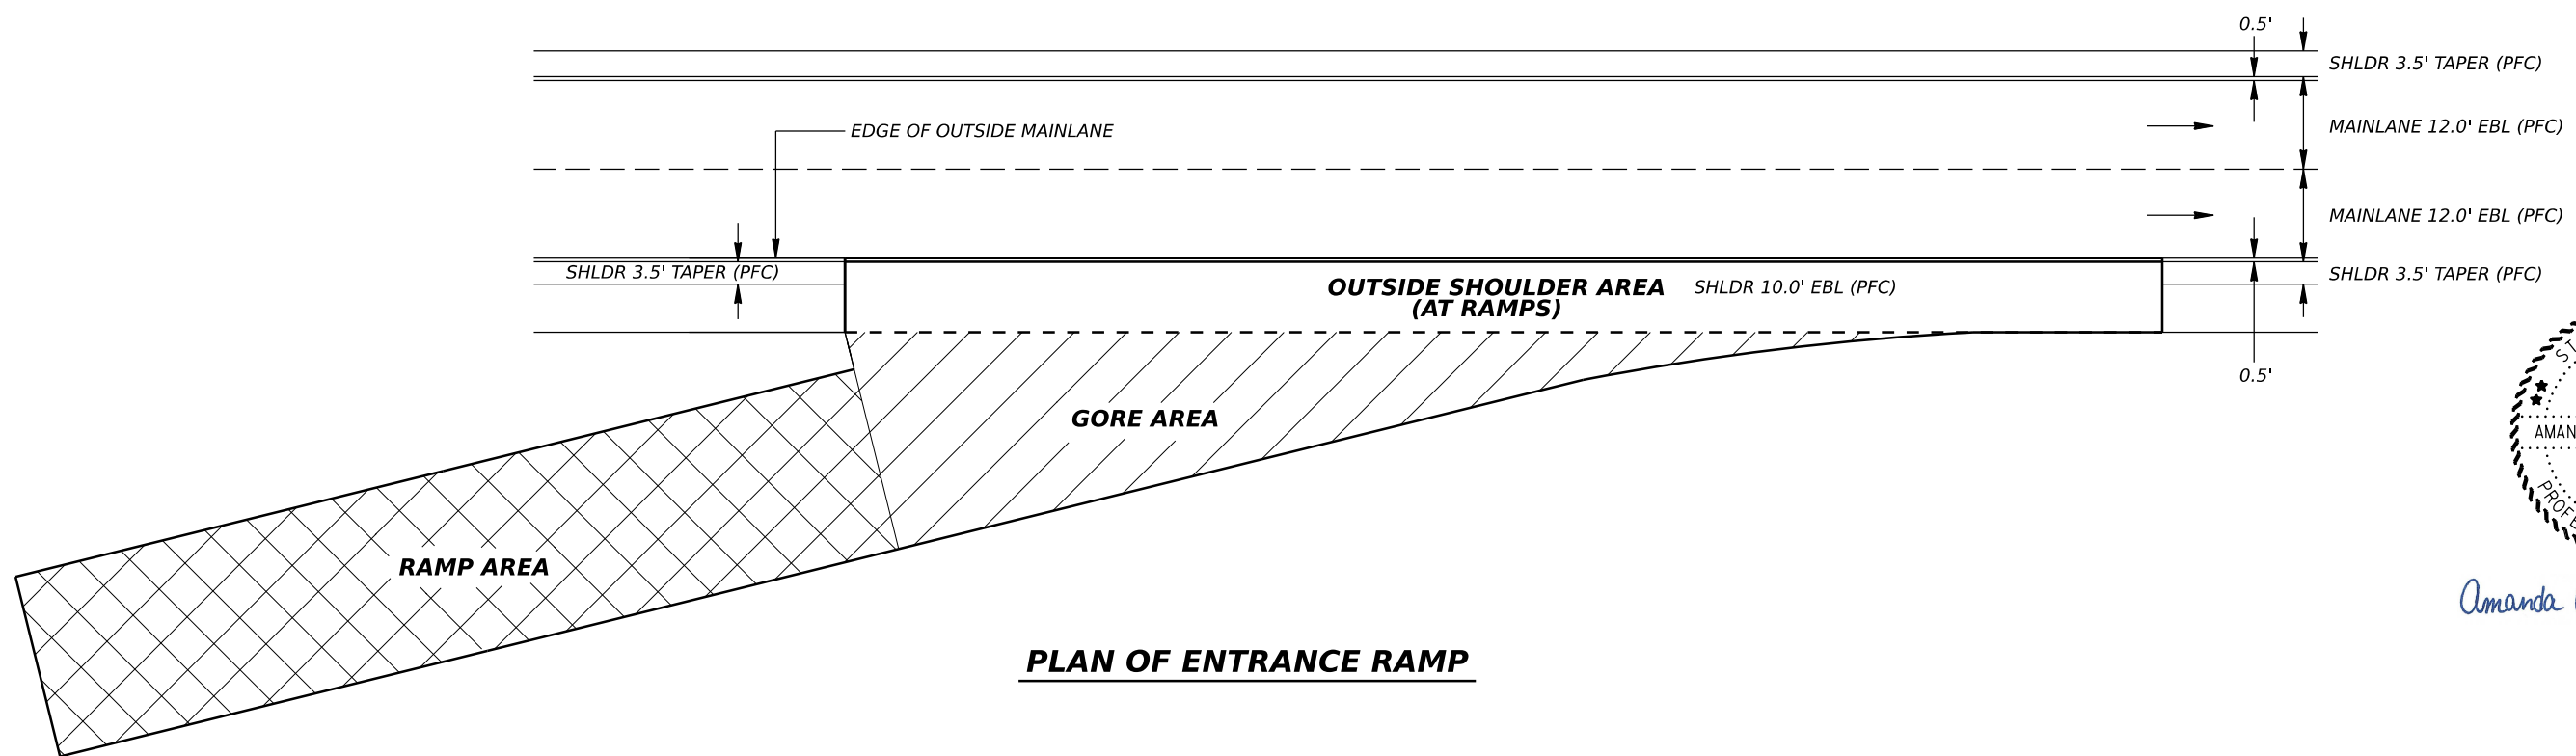 0.5'
SHLDR 3.5' TAPER (PFC)
EDGE OF OUTSIDE MAINLANE
MAINLANE 12.0' EBL (PFC)
MAINLANE 12.0' EBL (PFC)
SHLDR 3.5' TAPER (PFC)
OUTSIDE SHOULDER AREA SHLDR 10.0' EBL (PFC)
(AT RAMPS)
SHLDR 3.5' TAPER (PFC)
0.5'
GORE AREA
RAMP AREA
PLAN OF ENTRANCE RAMP
Amanda